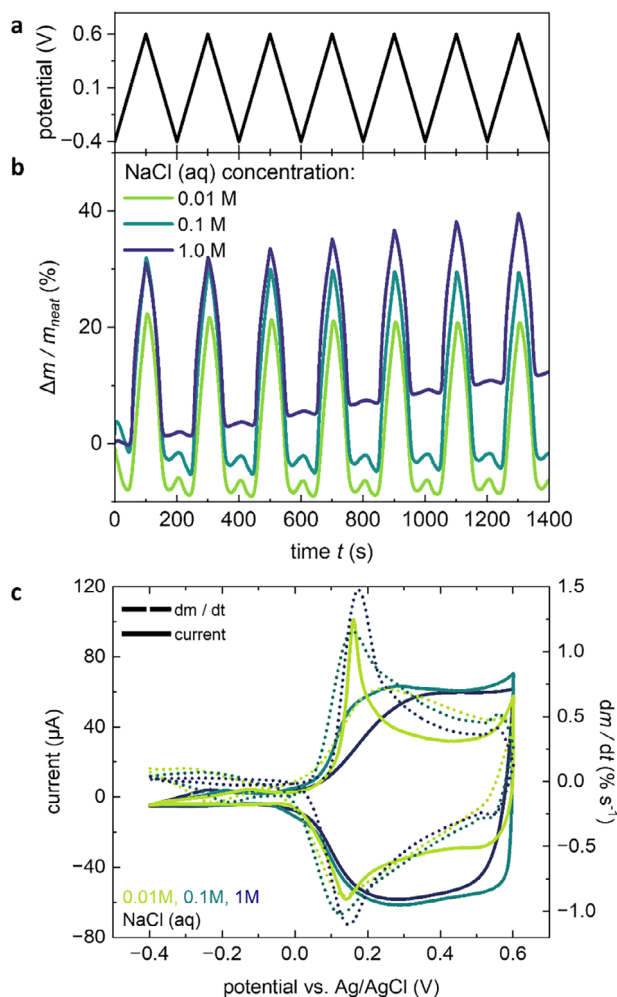 a
potential (V)
0.6
0.1
−0.4
b
NaCl (aq) concentration:
0.01 M
0.1 M
1.0 M
Δm / m_neat (%)
40
20
0
0 200 400 600 800 1000 1200 1400
time t (s)
c
dm / dt
current
current (µA)
120
80
40
0
−40
−80
dm / dt (% s⁻¹)
1.5
1.0
0.5
0.0
−0.5
−1.0
0.01M, 0.1M, 1M
NaCl (aq)
−0.4 −0.2 0.0 0.2 0.4 0.6
potential vs. Ag/AgCl (V)